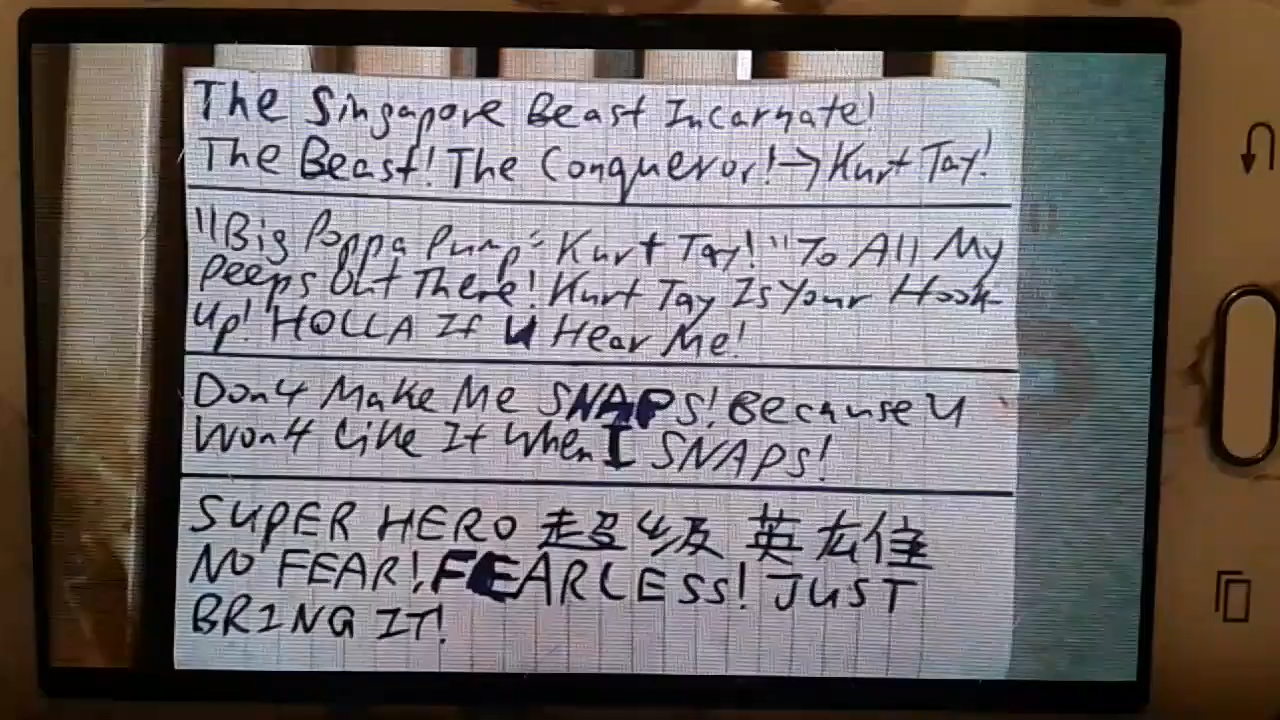 The Singapore Beast Incarnate!
The Beast! The Conqueror! → Kurt Tay!
"Big Poppa Pump" Kurt Tay! "To All My
Peeps Out There! Kurt Tay Is Your Hook-
Up! HOLLA If U Hear Me!
Don4 Make Me SNAPS! Because U
Won4 Like It When I SNAPS!
SUPER HERO 超级 英雄
NO FEAR! FEARLESS! JUST
BRING IT!